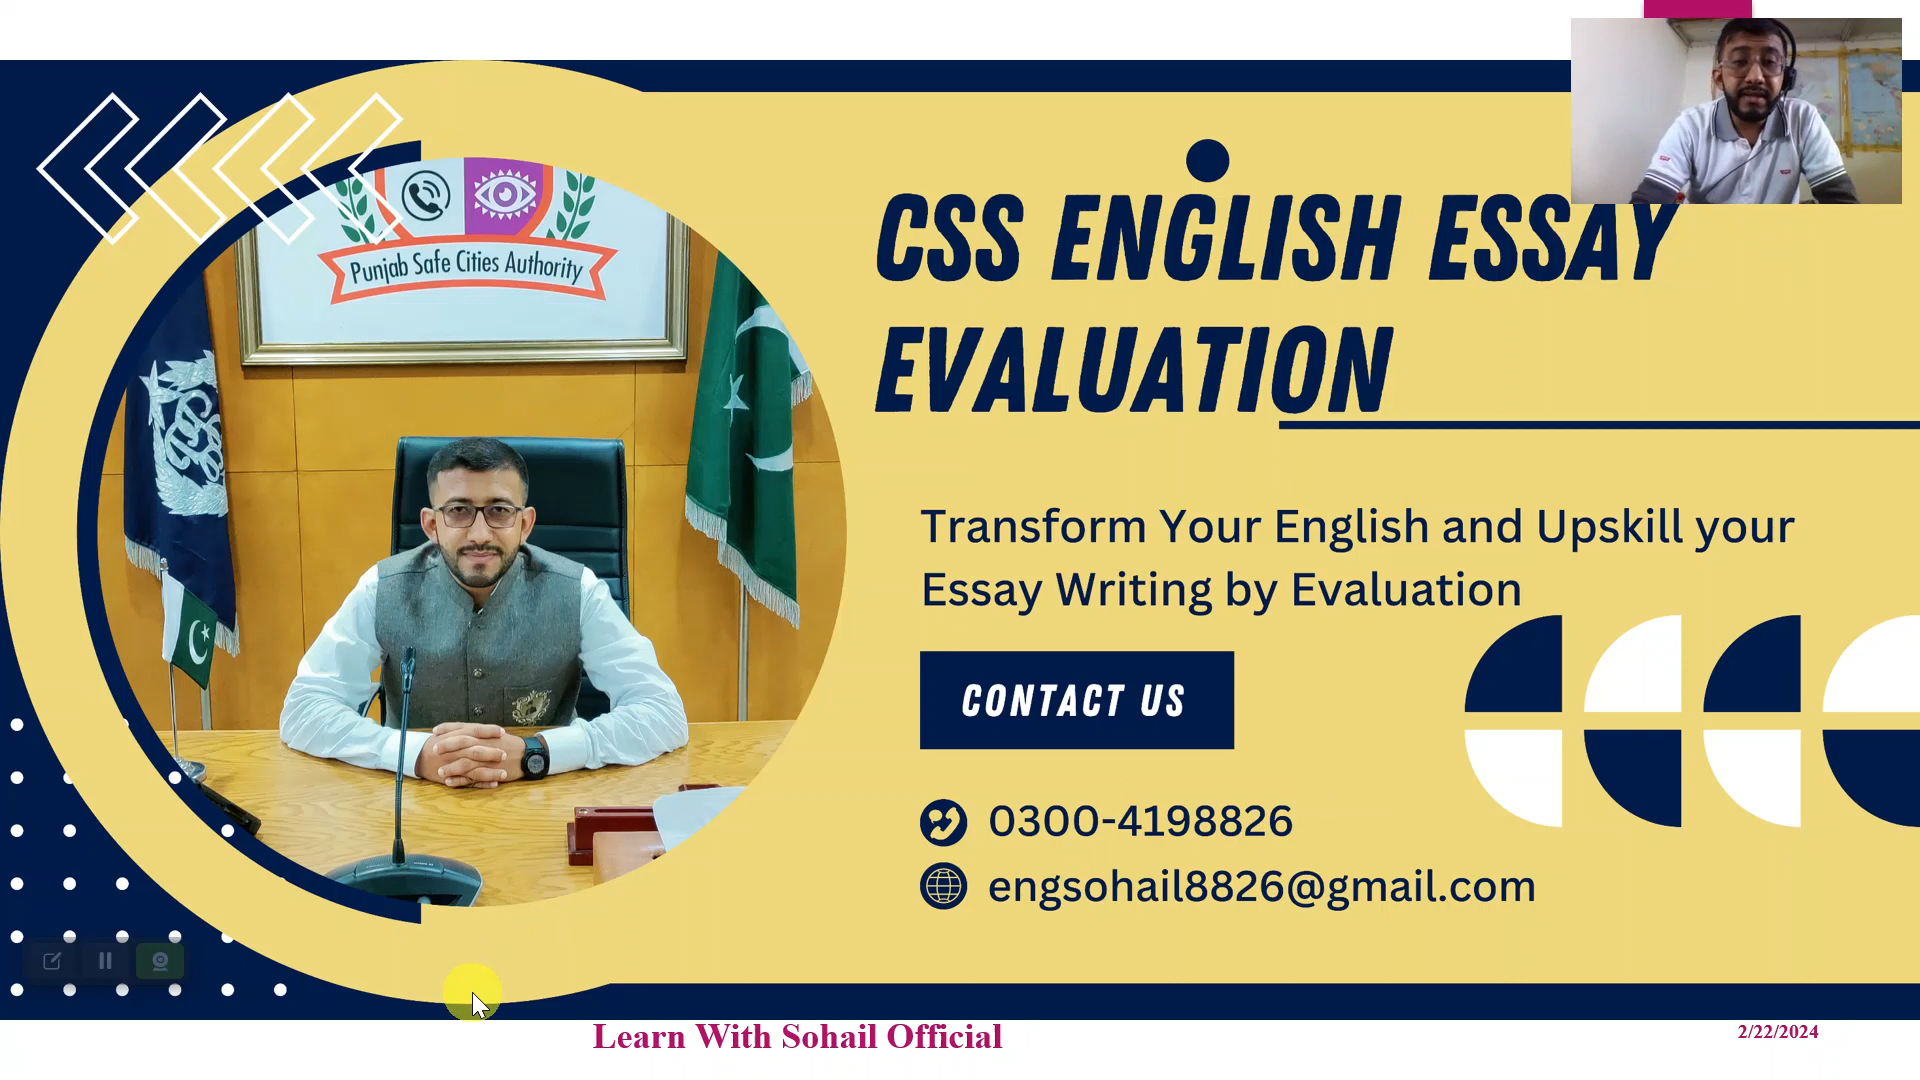 Punjab Safe Cities Authority
CSS ENGLISH ESSAY
EVALUATION
Transform Your English and Upskill your
Essay Writing by Evaluation
CONTACT US
0300-4198826
engsohail8826@gmail.com
Learn With Sohail Official
2/22/2024